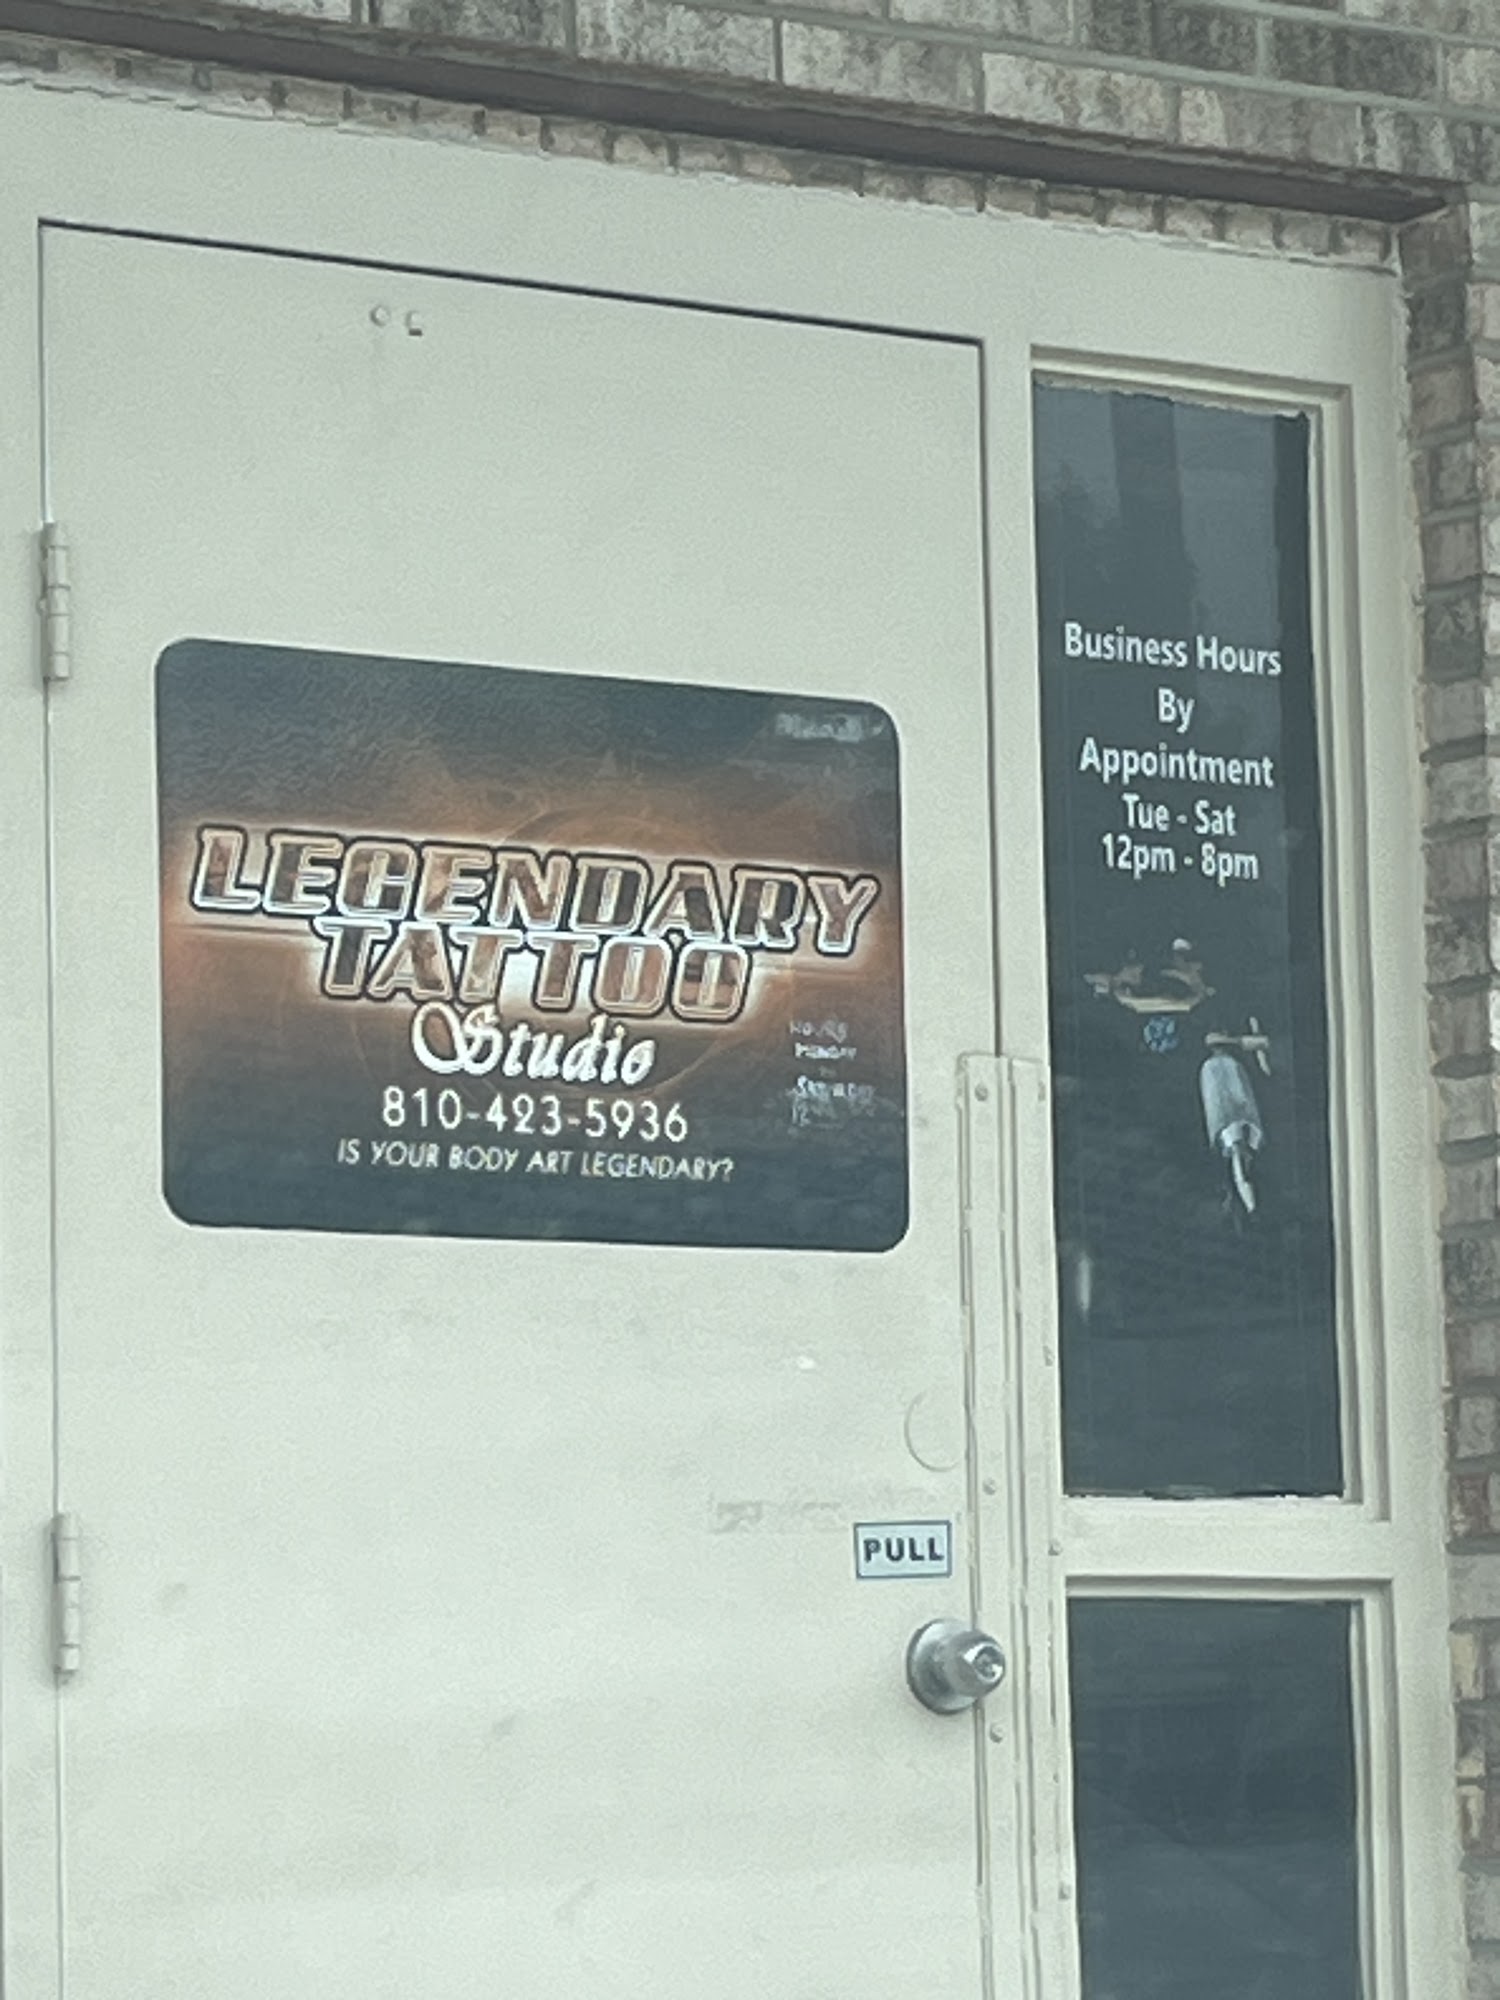 LEGENDARY
TATTOO
Studio
810-423-5936
IS YOUR BODY ART LEGENDARY?
Business Hours
By
Appointment
Tue - Sat
12pm - 8pm
PULL